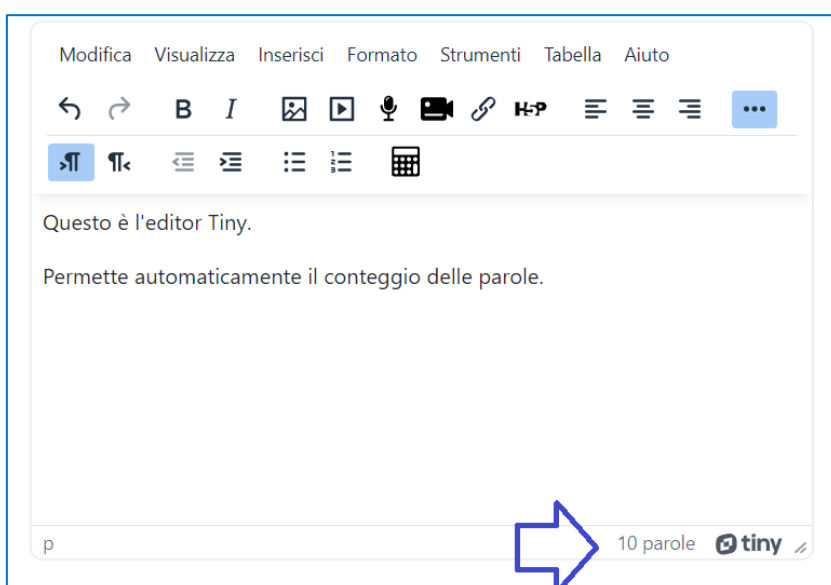 Modifica Visualizza Inserisci Formato Strumenti Tabella Aiuto
B I H5P
Questo è l'editor Tiny.
Permette automaticamente il conteggio delle parole.
p 10 parole tiny